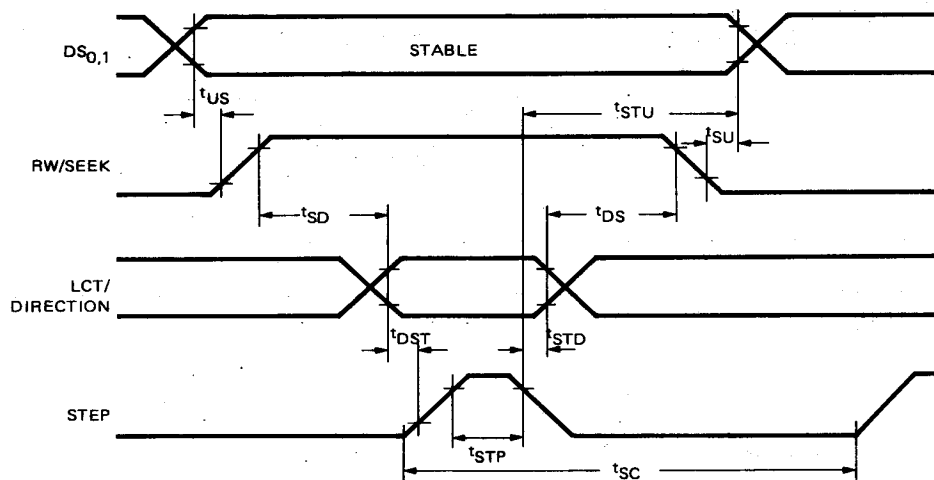 DS0,1
STABLE
tUS
tSTU
tSU
RW/SEEK
tSD
tDS
LCT/
DIRECTION
tDST
tSTD
STEP
tSTP
tSC